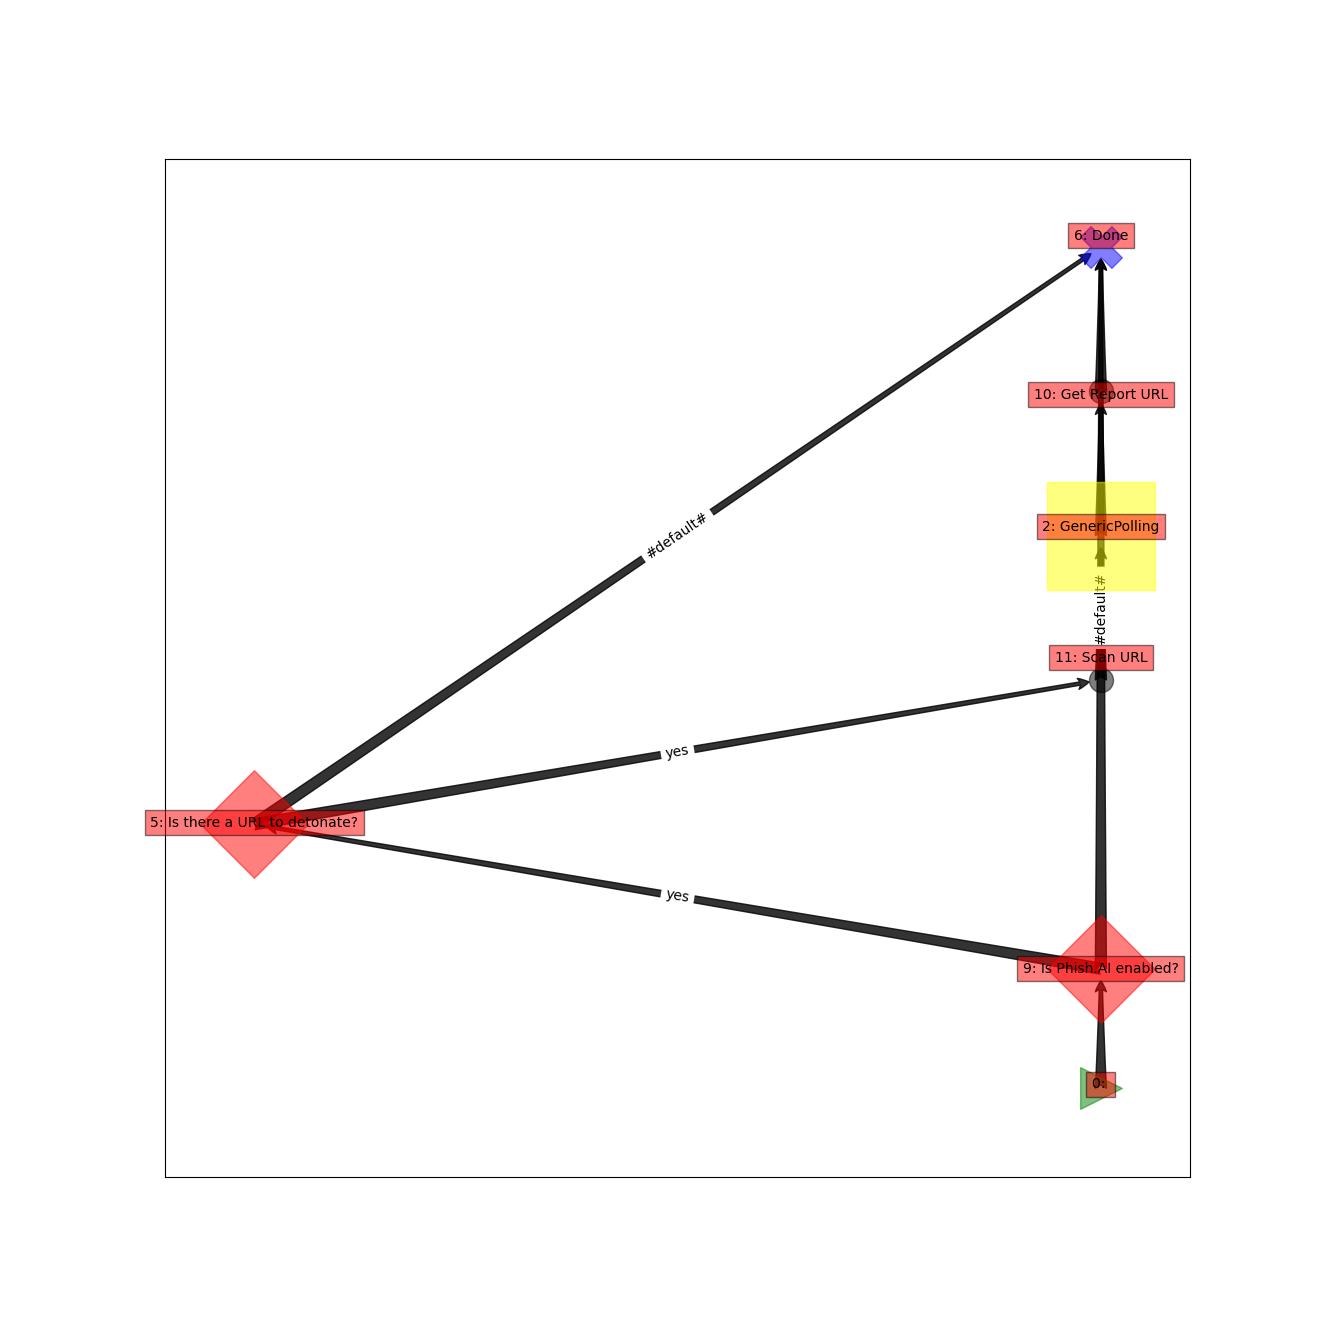 6: Done
10: Get Report URL
#default#
2: GenericPolling
#default#
11: Scan URL
yes
5: Is there a URL to detonate?
yes
9: Is Phish.AI enabled?
0: